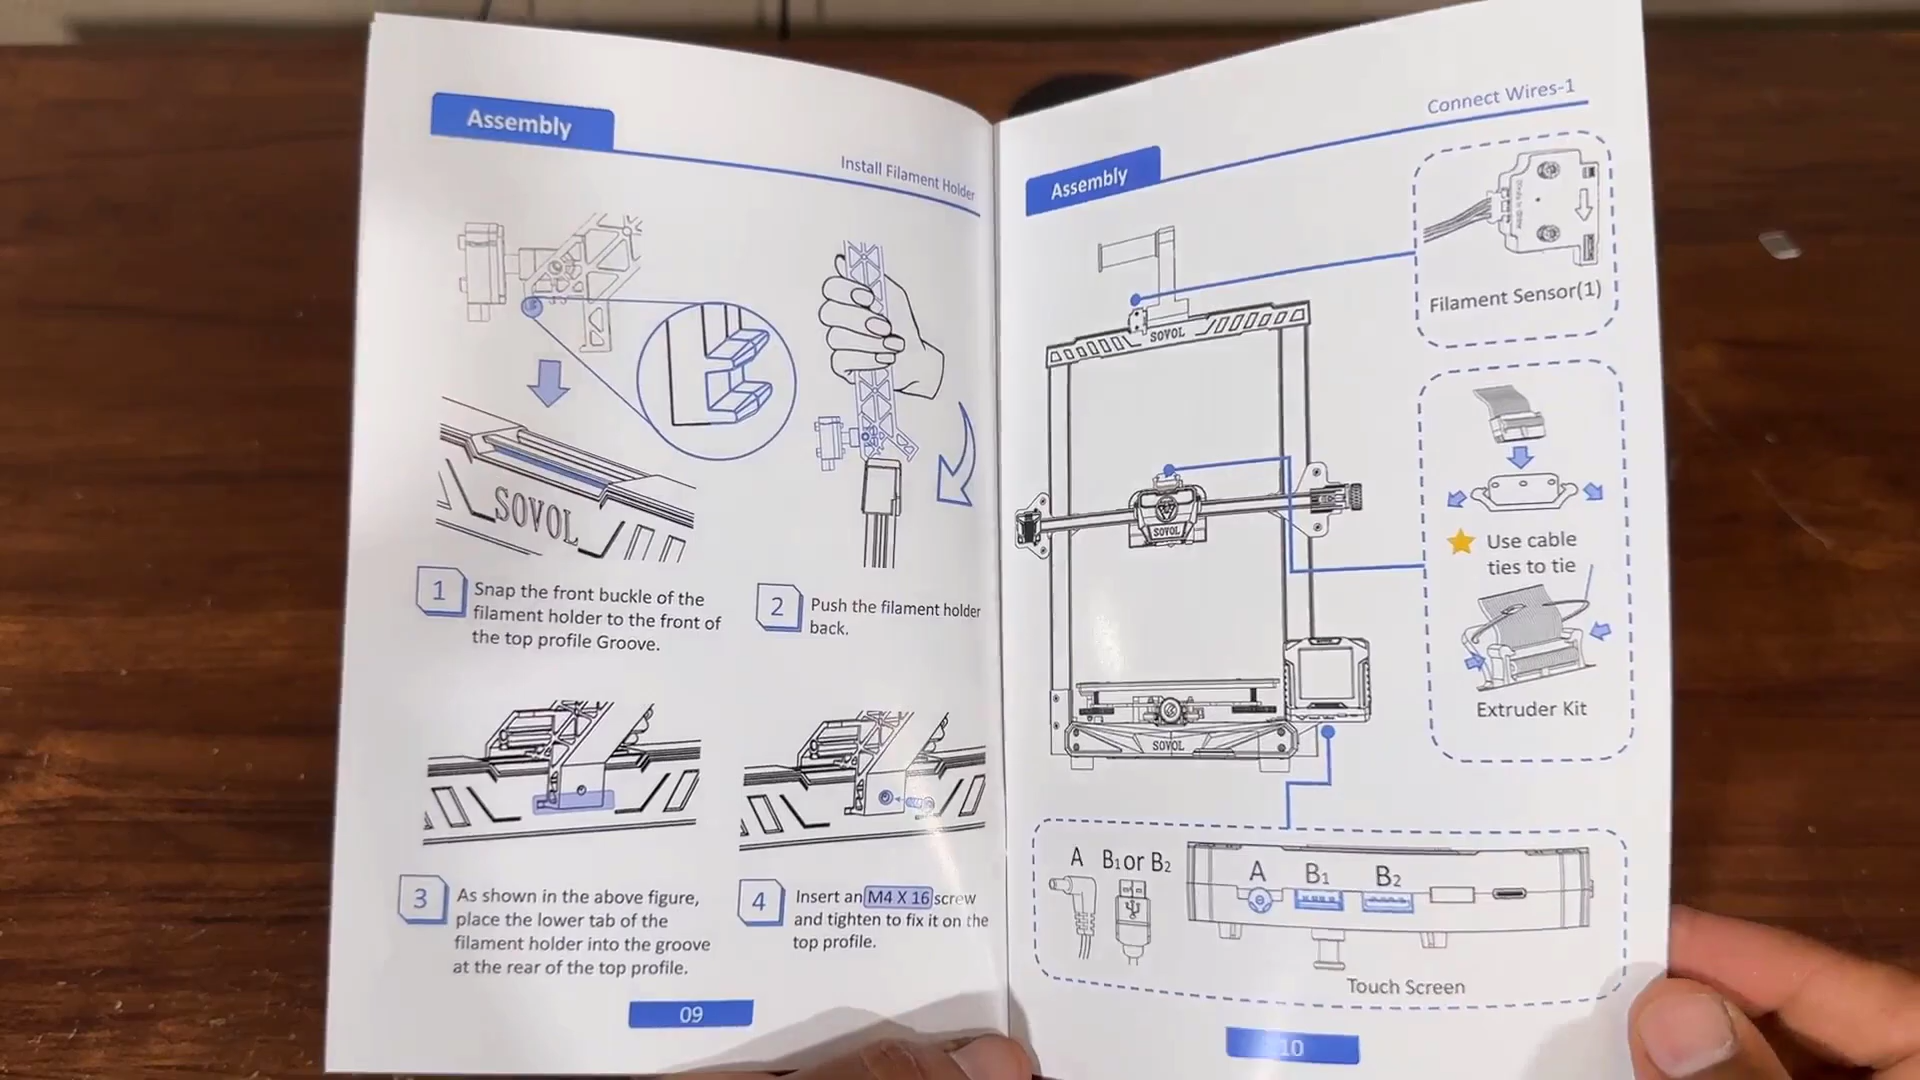 Assembly
Install Filament Holder
SOVOL
1
Snap the front buckle of the
filament holder to the front of
the top profile Groove.
2
Push the filament holder
back.
3
As shown in the above figure,
place the lower tab of the
filament holder into the groove
at the rear of the top profile.
4
Insert an M4 X 16 screw
and tighten to fix it on the
top profile.
09
Connect Wires-1
Assembly
Filament Sensor(1)
SOVOL
SOVOL
SOVOL
Use cable
ties to tie
Extruder Kit
A B1 or B2
A B1 B2
Touch Screen
10